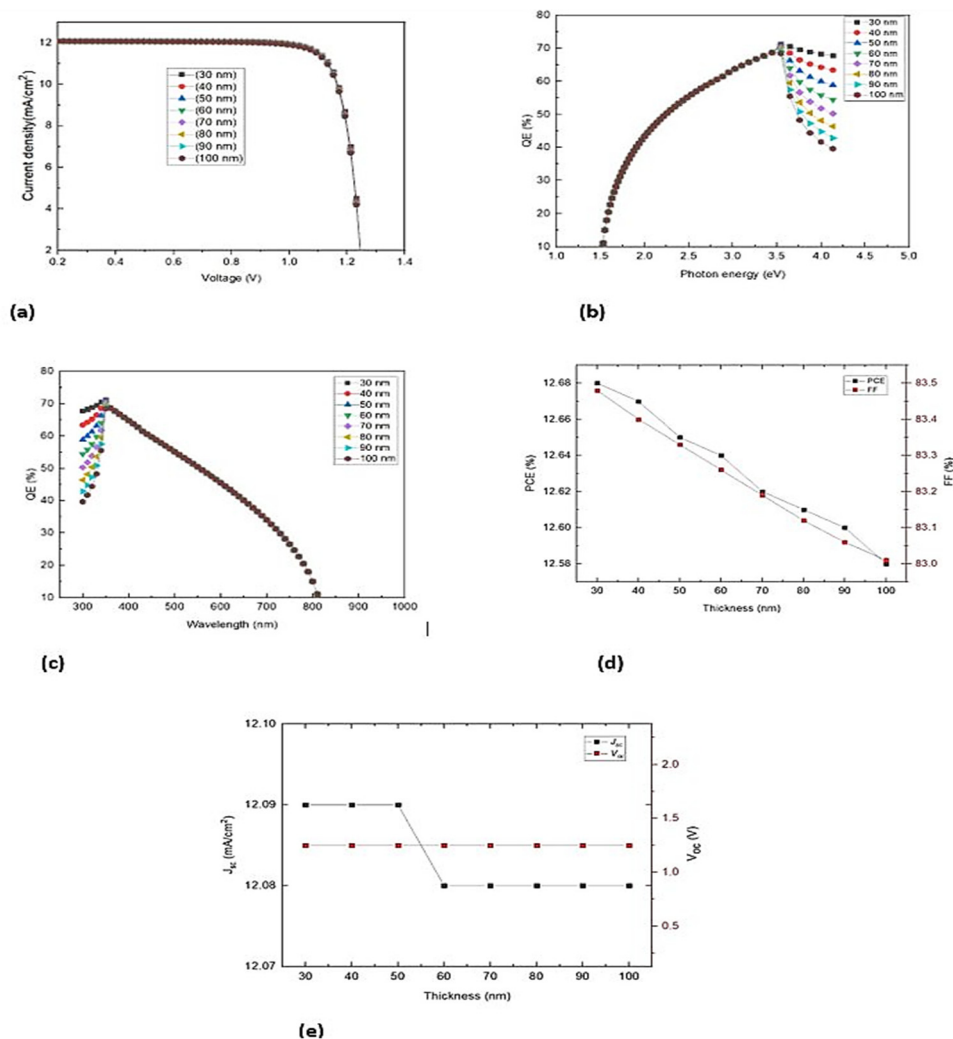 12
10
8
6
4
2
Current density(mA/cm²)
(30 nm)
(40 nm)
(50 nm)
(60 nm)
(70 nm)
(80 nm)
(90 nm)
(100 nm)
0.2 0.4 0.6 0.8 1.0 1.2 1.4
Voltage (V)
(a)
80
70
60
50
40
30
20
10
QE (%)
30 nm
40 nm
50 nm
60 nm
70 nm
80 nm
90 nm
100 nm
1.0 1.5 2.0 2.5 3.0 3.5 4.0 4.5 5.0
Photon energy (eV)
(b)
80
70
60
50
40
30
20
10
QE (%)
30 nm
40 nm
50 nm
60 nm
70 nm
80 nm
90 nm
100 nm
300 400 500 600 700 800 900 1000
Wavelength (nm)
(c)
12.68
12.66
12.64
12.62
12.60
12.58
PCE (%)
PCE
FF
83.5
83.4
83.3
83.2
83.1
83.0
FF (%)
30 40 50 60 70 80 90 100
Thickness (nm)
(d)
12.10
12.09
12.08
12.07
Jsc (mA/cm²)
Jsc
Voc
2.0
1.5
1.0
0.5
VOC (V)
30 40 50 60 70 80 90 100
Thickness (nm)
(e)